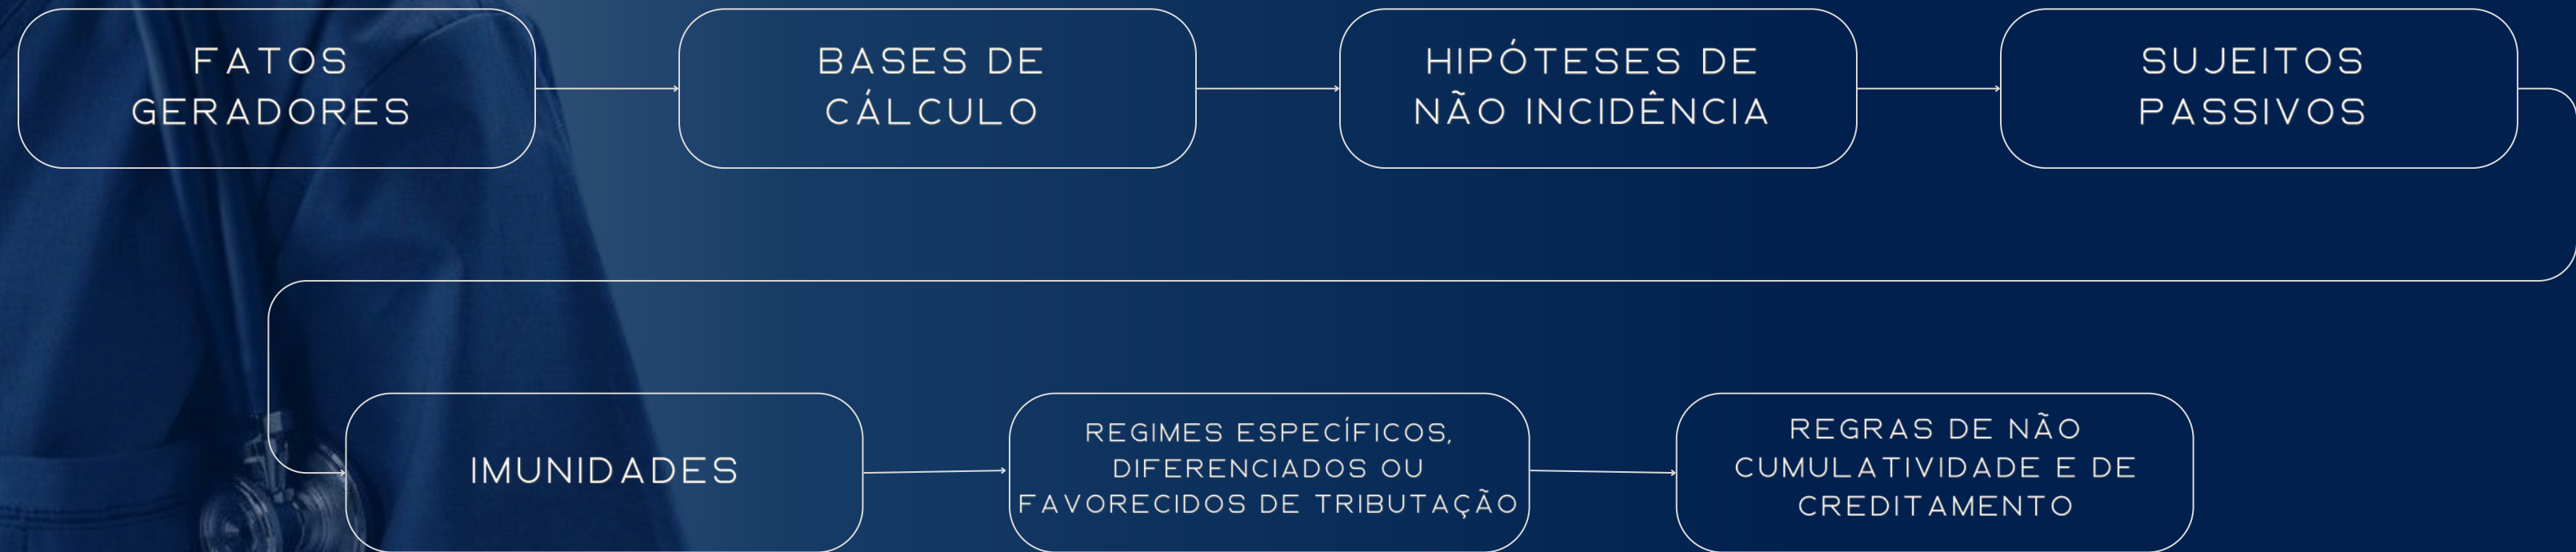 FATOS
GERADORES
BASES DE
CÁLCULO
HIPÓTESES DE
NÃO INCIDÊNCIA
SUJEITOS
PASSIVOS
IMUNIDADES
REGIMES ESPECÍFICOS,
DIFERENCIADOS OU
FAVORECIDOS DE TRIBUTAÇÃO
REGRAS DE NÃO
CUMULATIVIDADE E DE
CREDITAMENTO